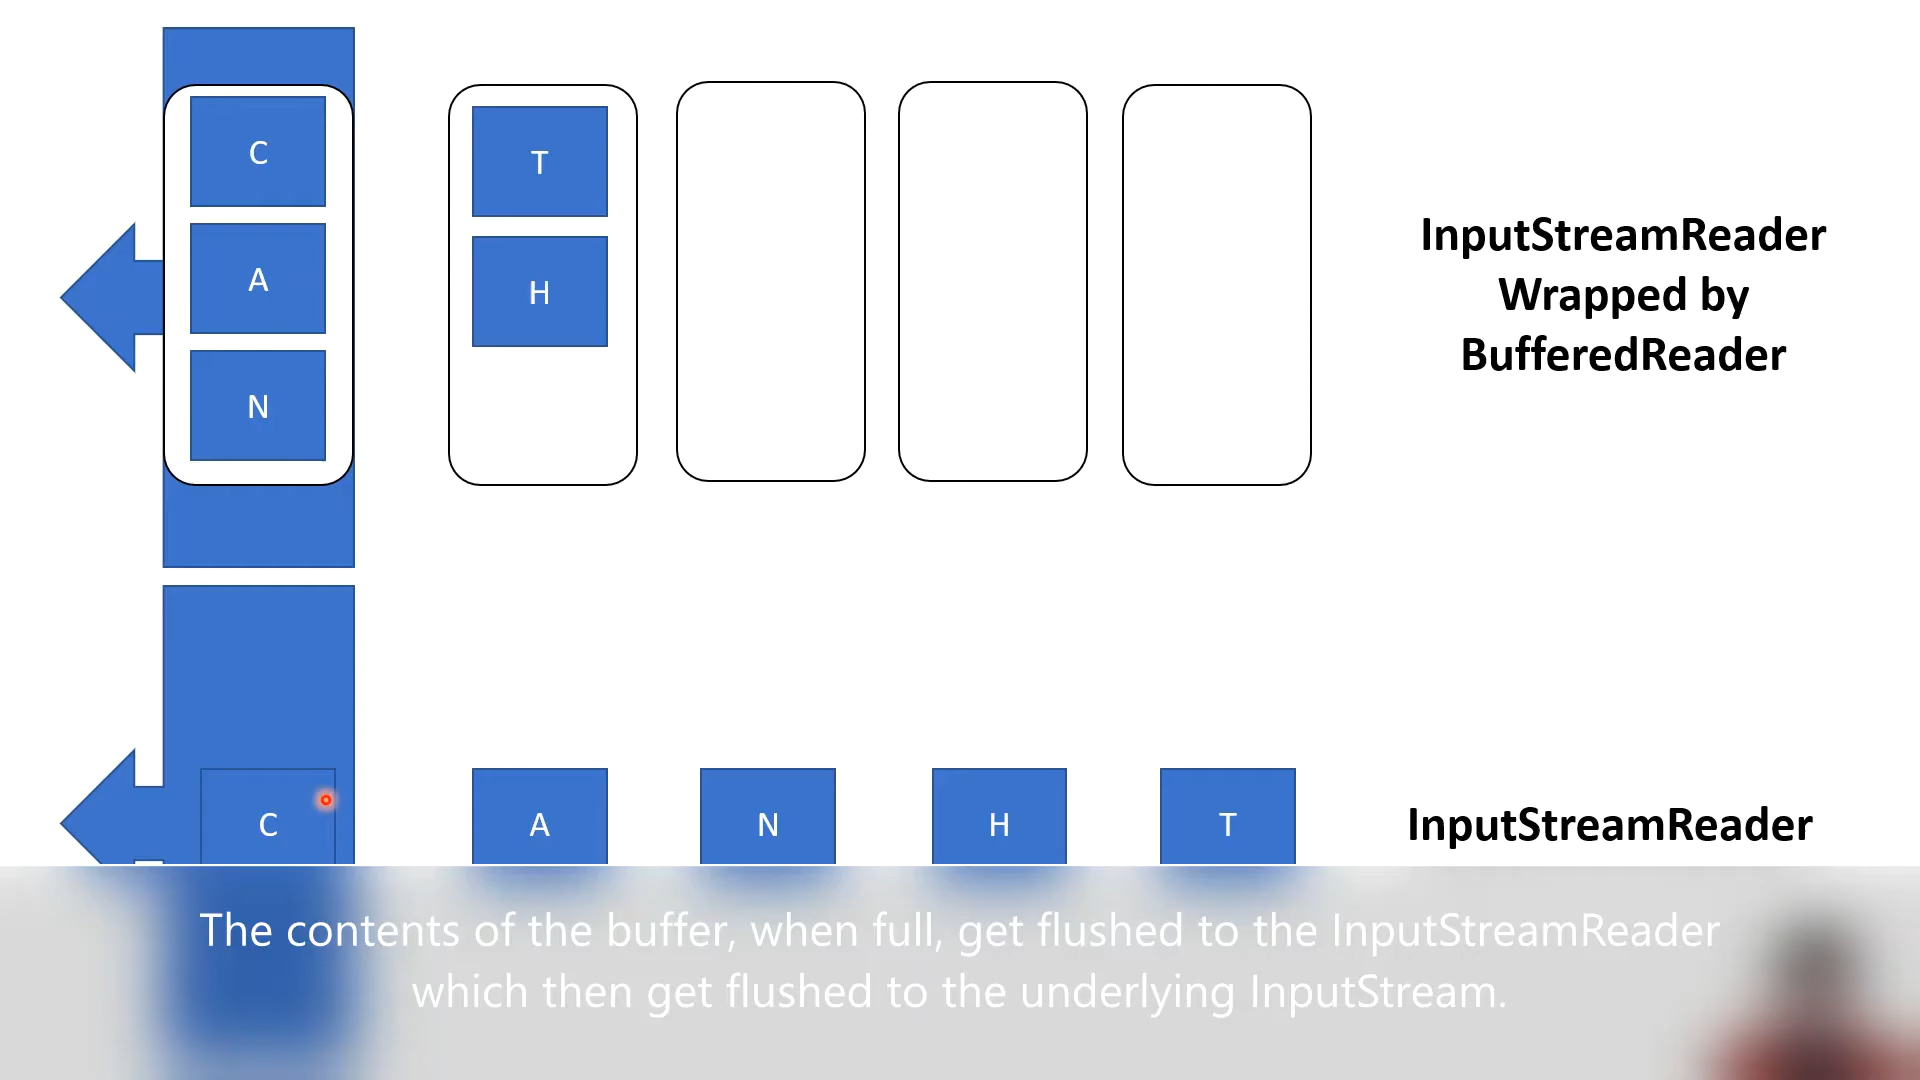 C
A
N
T
H
InputStreamReader
Wrapped by
BufferedReader
C
A
N
H
T
InputStreamReader
The contents of the buffer, when full, get flushed to the InputStreamReader
which then get flushed to the underlying InputStream.